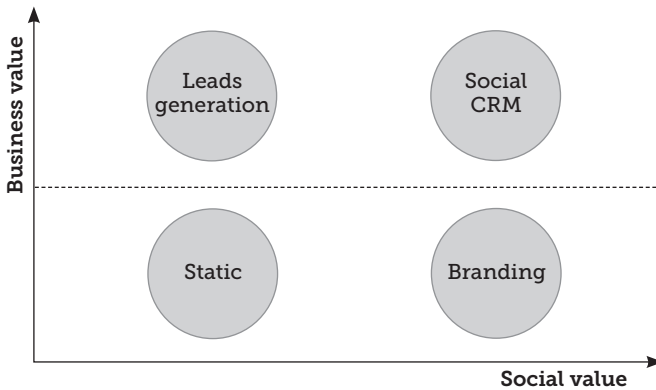 Business value
Leads
generation
Social
CRM
Static
Branding
Social value